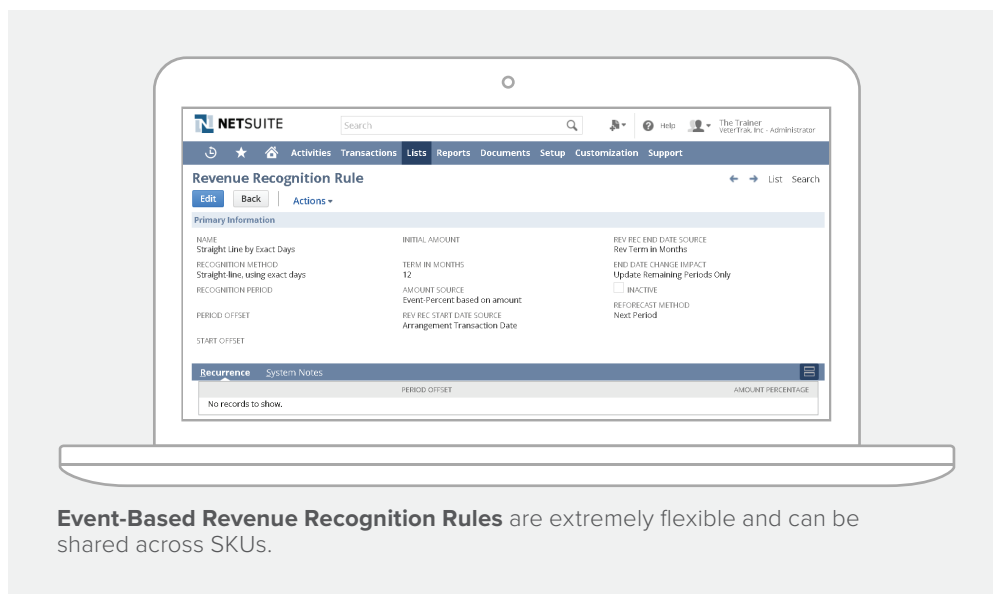 NETSUITE
Search
Help
The Trainer
VeterTrak, Inc - Administrator
Activities Transactions Lists Reports Documents Setup Customization Support
Revenue Recognition Rule
List Search
Edit Back Actions
Primary Information
NAME
Straight Line by Exact Days
RECOGNITION METHOD
Straight-line, using exact days
RECOGNITION PERIOD
PERIOD OFFSET
START OFFSET
INITIAL AMOUNT
TERM IN MONTHS
12
AMOUNT SOURCE
Event-Percent based on amount
REV REC START DATE SOURCE
Arrangement Transaction Date
REV REC END DATE SOURCE
Rev Term in Months
END DATE CHANGE IMPACT
Update Remaining Periods Only
INACTIVE
REFORECAST METHOD
Next Period
Recurrence System Notes
PERIOD OFFSET AMOUNT PERCENTAGE
No records to show.
Event-Based Revenue Recognition Rules are extremely flexible and can be
shared across SKUs.